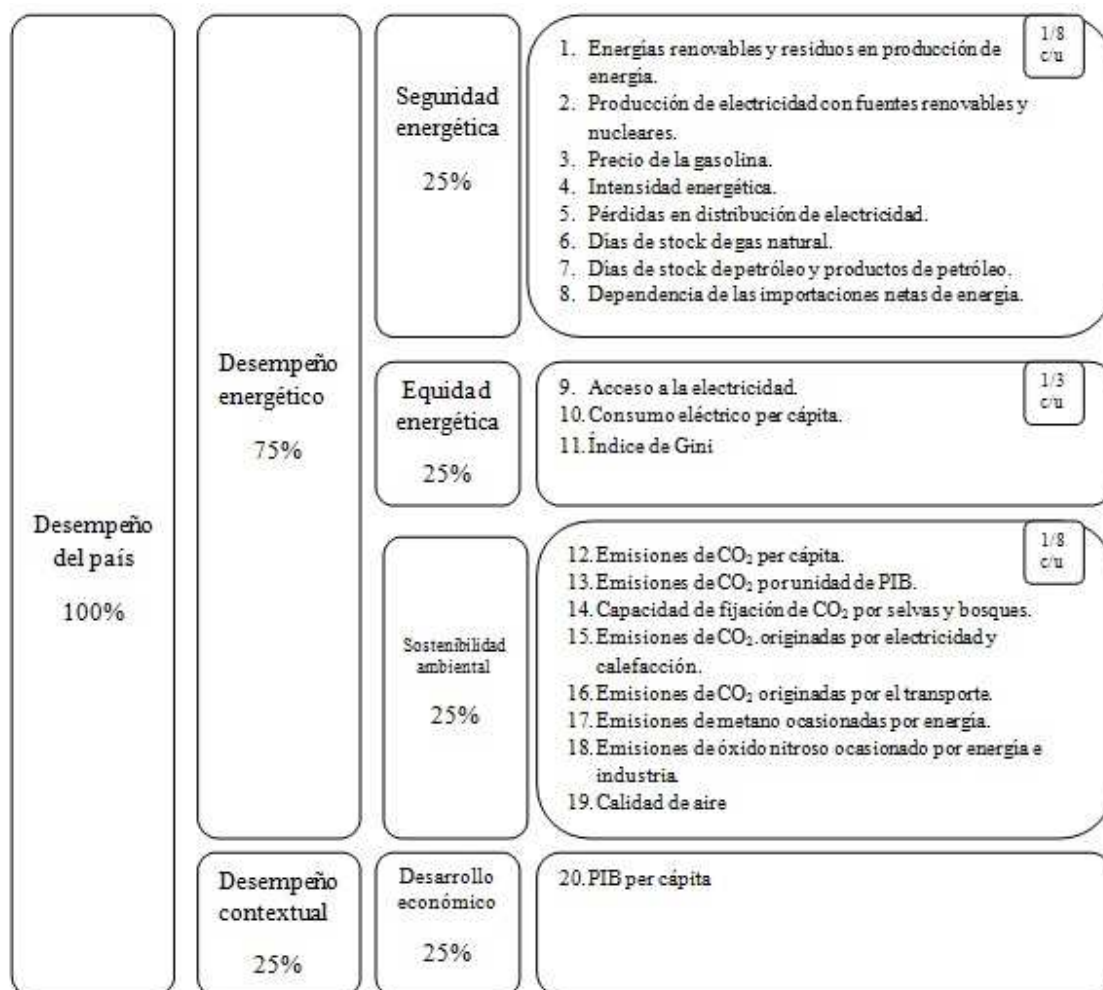 Desempeño
del país
100%
Desempeño
energético
75%
Seguridad
energética
25%
1/8
c/u
1. Energías renovables y residuos en producción de
energía.
2. Producción de electricidad con fuentes renovables y
nucleares.
3. Precio de la gasolina.
4. Intensidad energética.
5. Pérdidas en distribución de electricidad.
6. Días de stock de gas natural.
7. Días de stock de petróleo y productos de petróleo.
8. Dependencia de las importaciones netas de energía.
Equidad
energética
25%
1/3
c/u
9. Acceso a la electricidad.
10. Consumo eléctrico per cápita.
11. Índice de Gini
Sostenibilidad
ambiental
25%
1/8
c/u
12. Emisiones de CO₂ per cápita.
13. Emisiones de CO₂ por unidad de PIB.
14. Capacidad de fijación de CO₂ por selvas y bosques.
15. Emisiones de CO₂. originadas por electricidad y
calefacción.
16. Emisiones de CO₂ originadas por el transporte.
17. Emisiones de metano ocasionadas por energía.
18. Emisiones de óxido nitroso ocasionado por energía e
industria
19. Calidad de aire
Desempeño
contextual
25%
Desarrollo
económico
25%
20. PIB per cápita